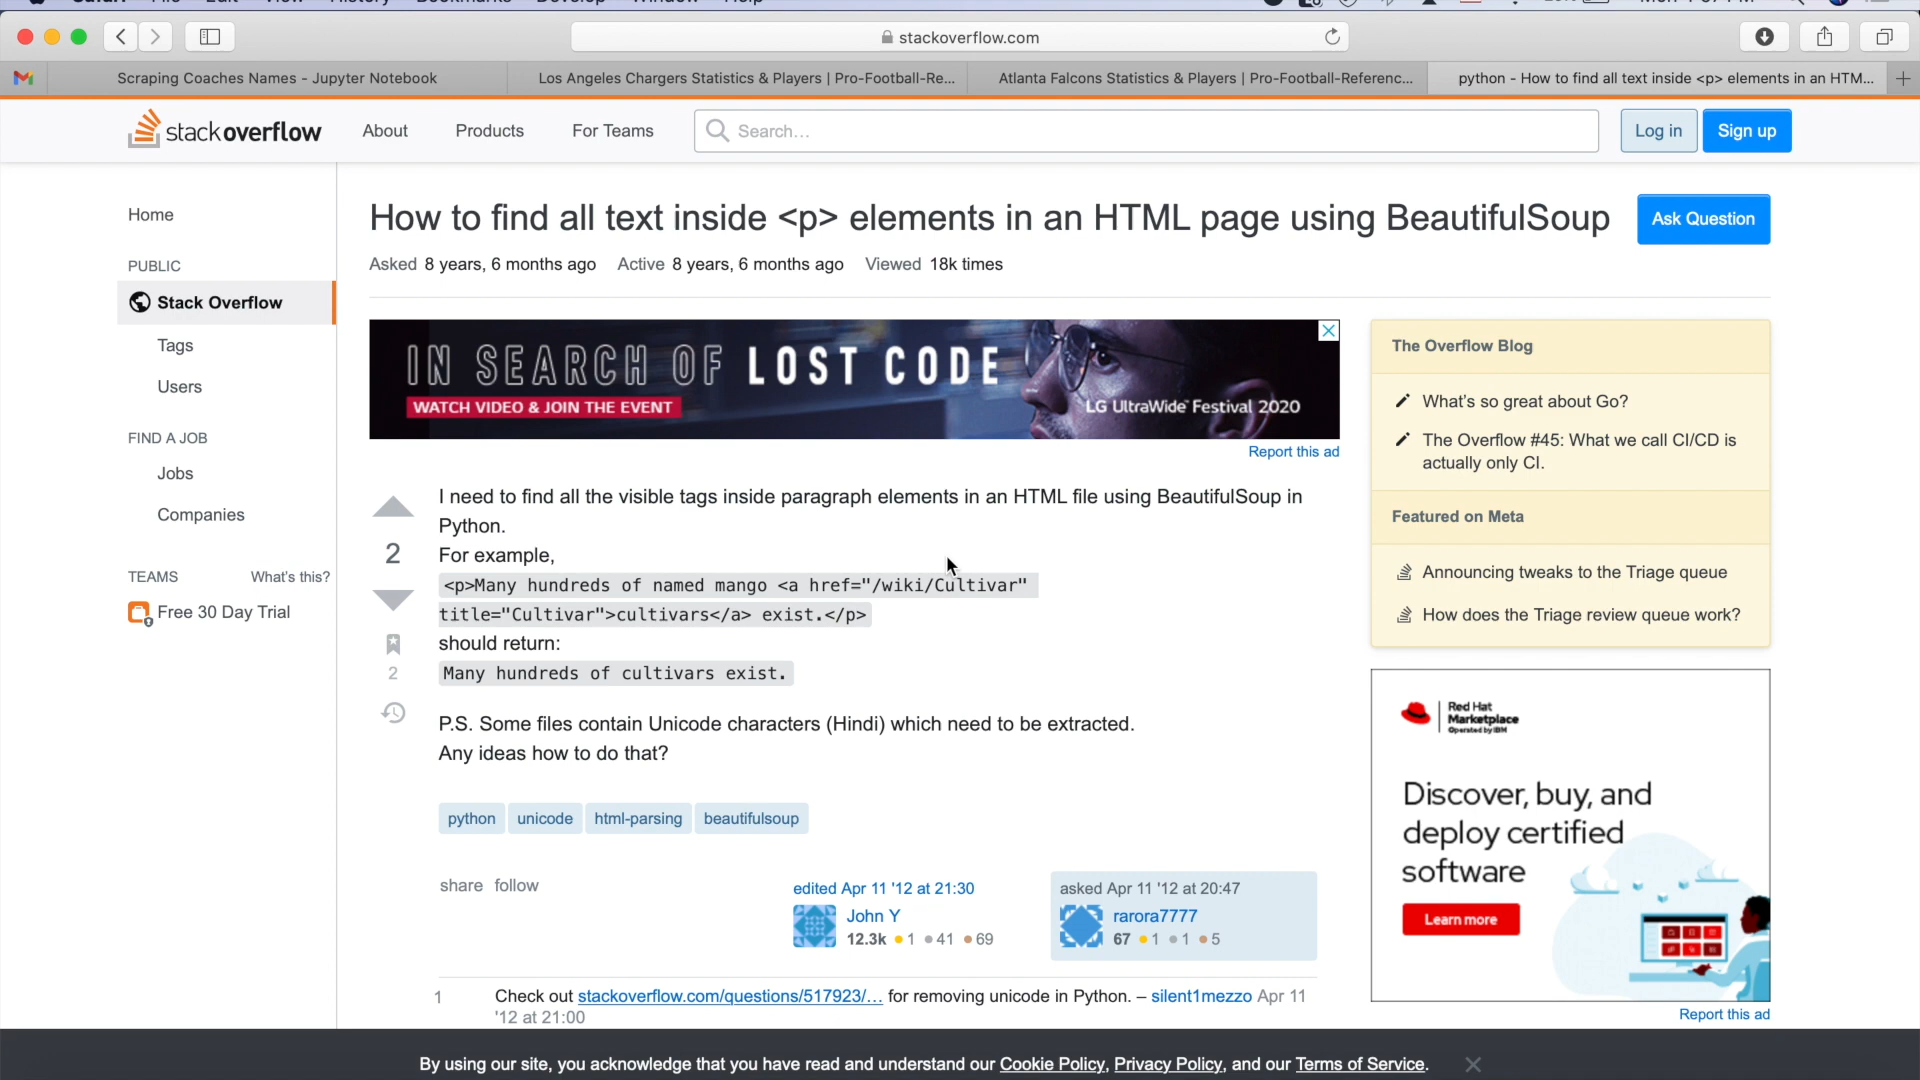 stackoverflow.com
Scraping Coaches Names - Jupyter Notebook
Los Angeles Chargers Statistics & Players | Pro-Football-Re...
Atlanta Falcons Statistics & Players | Pro-Football-Referenc...
python - How to find all text inside <p> elements in an HTM...
stackoverflow
About
Products
For Teams
Search...
Log in
Sign up
Home
PUBLIC
Stack Overflow
Tags
Users
FIND A JOB
Jobs
Companies
TEAMS What's this?
Free 30 Day Trial
How to find all text inside <p> elements in an HTML page using BeautifulSoup
Ask Question
Asked 8 years, 6 months ago Active 8 years, 6 months ago Viewed 18k times
IN SEARCH OF LOST CODE
WATCH VIDEO & JOIN THE EVENT
LG UltraWide™ Festival 2020
Report this ad
2
2
I need to find all the visible tags inside paragraph elements in an HTML file using BeautifulSoup in
Python.
For example,
<p>Many hundreds of named mango <a href="/wiki/Cultivar"
title="Cultivar">cultivars</a> exist.</p>
should return:
Many hundreds of cultivars exist.
P.S. Some files contain Unicode characters (Hindi) which need to be extracted.
Any ideas how to do that?
python unicode html-parsing beautifulsoup
share follow
edited Apr 11 '12 at 21:30
John Y
12.3k 1 41 69
asked Apr 11 '12 at 20:47
rarora7777
67 1 1 5
1 Check out stackoverflow.com/questions/517923/... for removing unicode in Python. – silent1mezzo Apr 11
'12 at 21:00
The Overflow Blog
What's so great about Go?
The Overflow #45: What we call CI/CD is
actually only CI.
Featured on Meta
Announcing tweaks to the Triage queue
How does the Triage review queue work?
Red Hat
Marketplace
Operated by IBM
Discover, buy, and
deploy certified
software
Learn more
Report this ad
By using our site, you acknowledge that you have read and understand our Cookie Policy, Privacy Policy, and our Terms of Service.